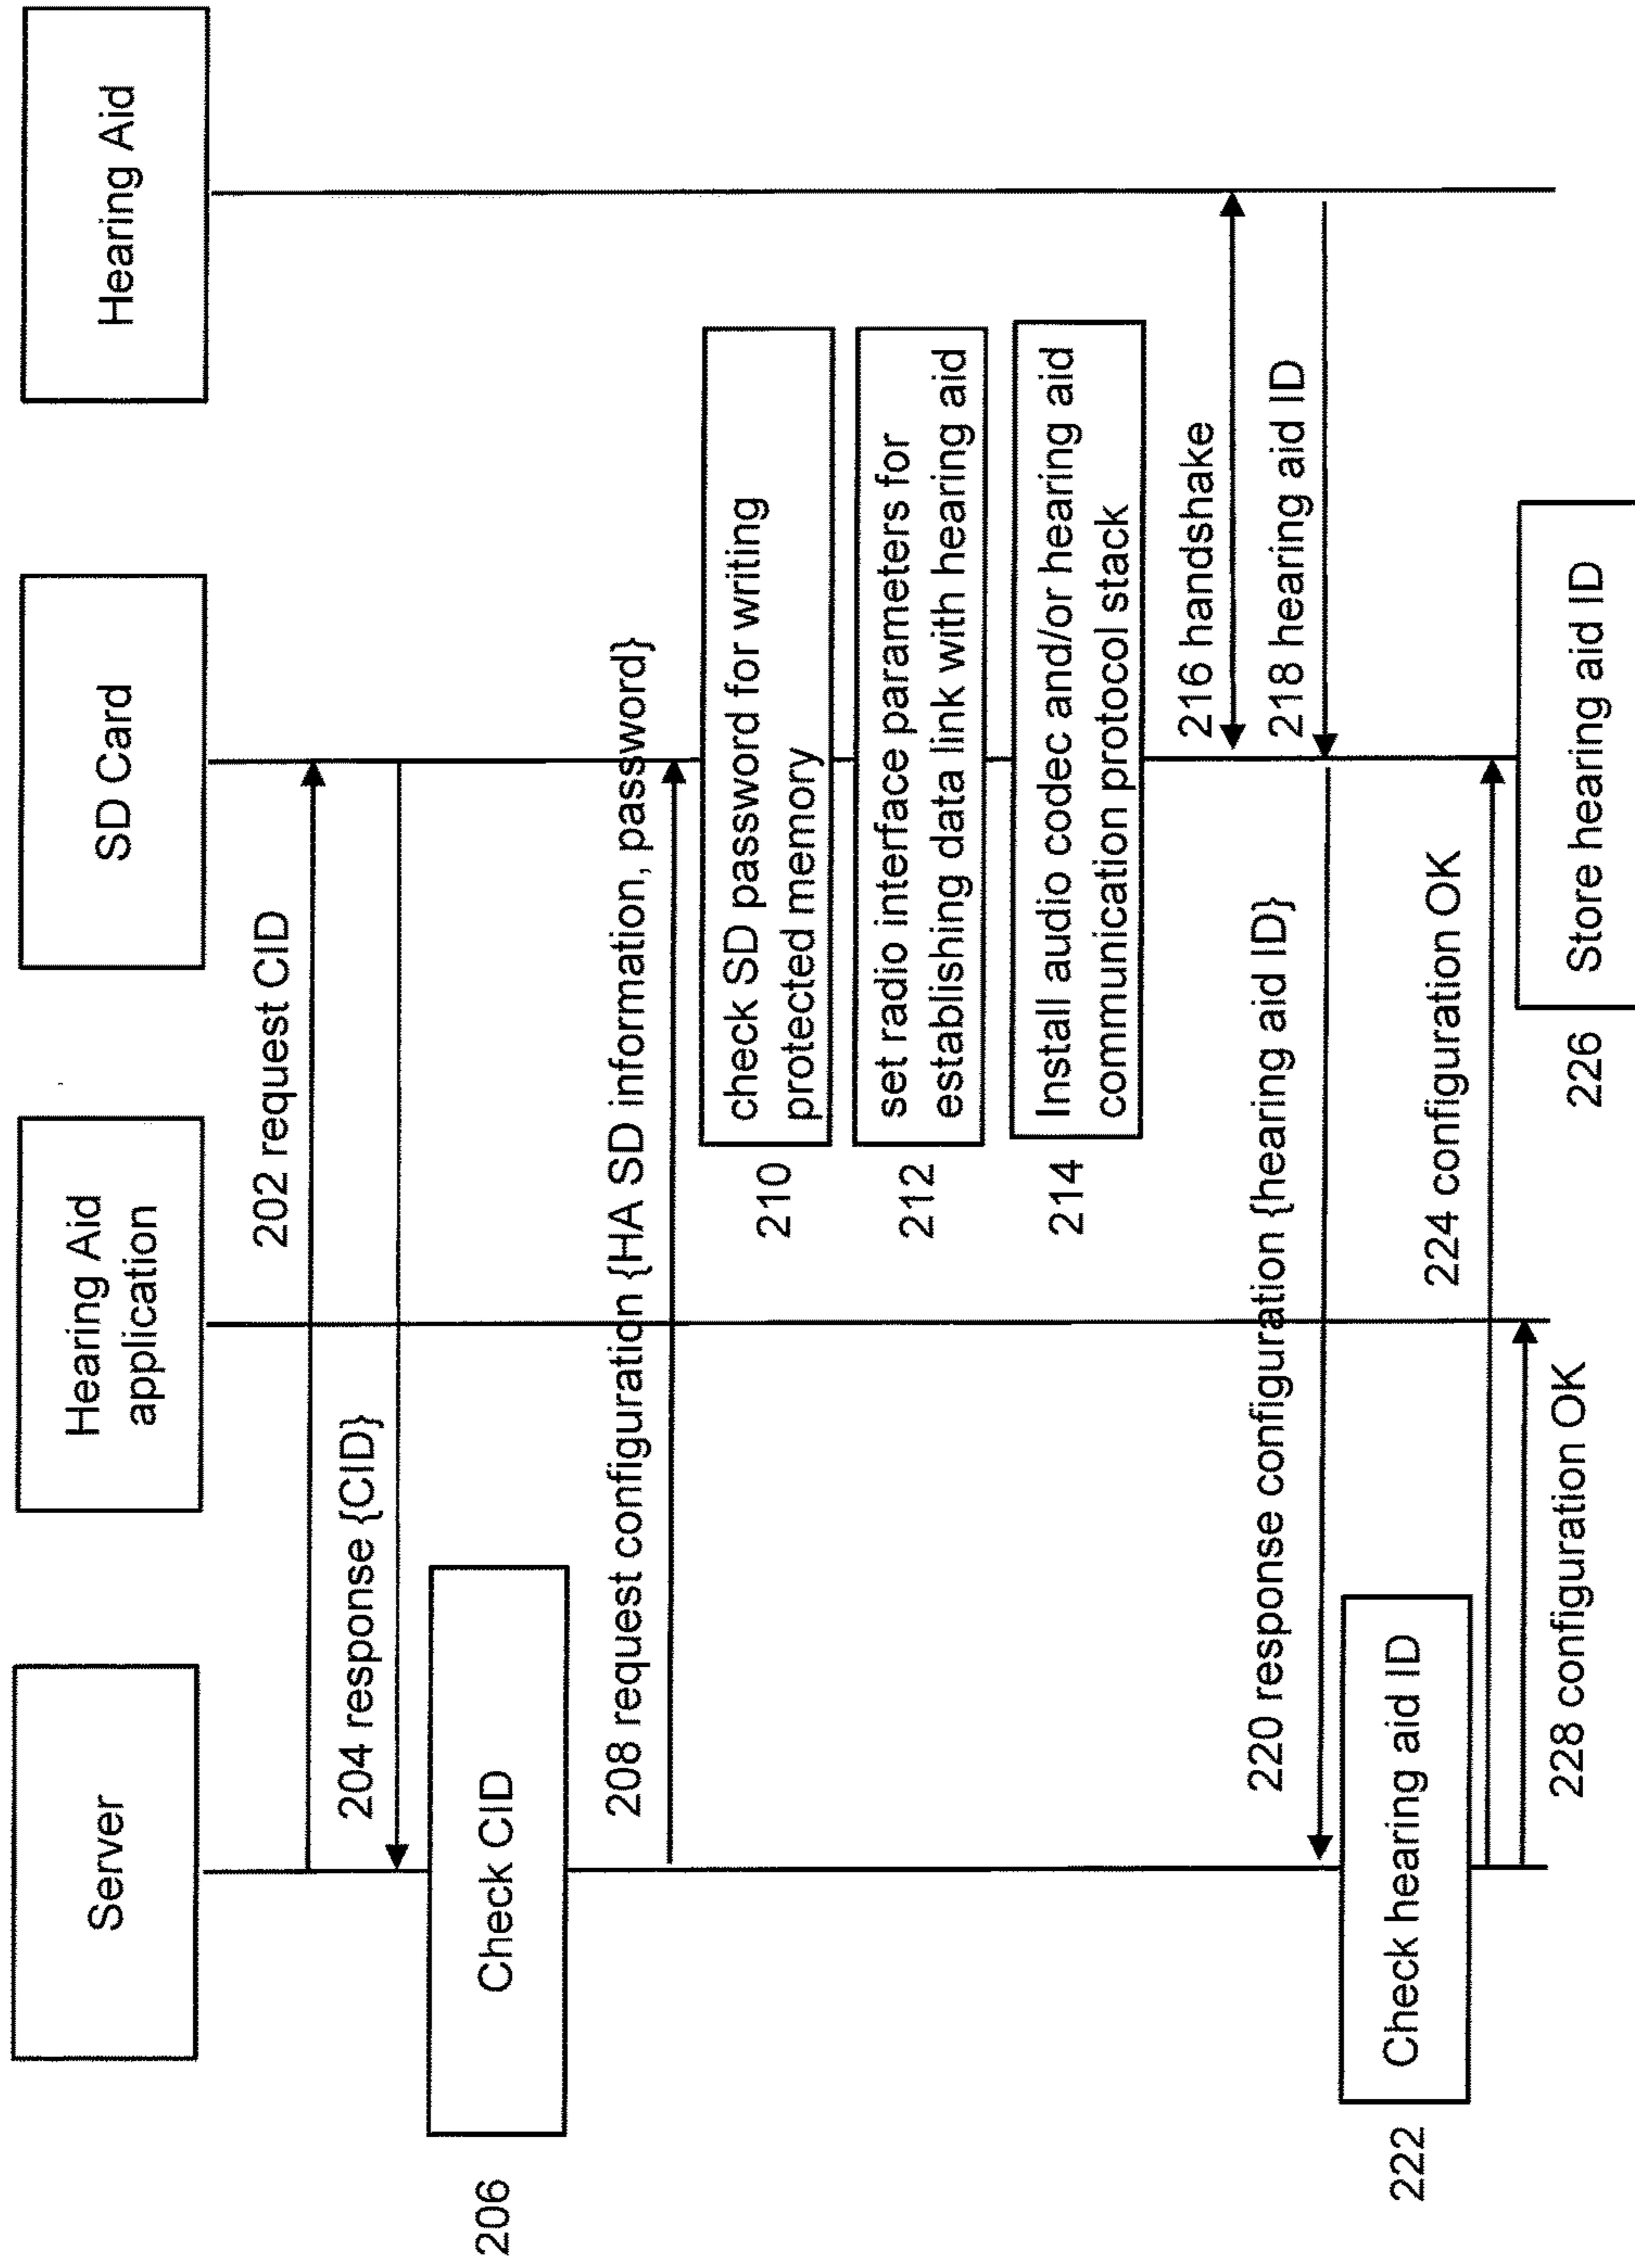 Server
Hearing Aid
application
SD Card
Hearing Aid
202 request CID
204 response {CID}
206
Check CID
208 request configuration {HA SD information, password}
210
check SD password for writing
protected memory
212
set radio interface parameters for
establishing data link with hearing aid
214
Install audio codec and/or hearing aid
communication protocol stack
216 handshake
218 hearing aid ID
220 response configuration {hearing aid ID}
222
Check hearing aid ID
224 configuration OK
226
Store hearing aid ID
228 configuration OK